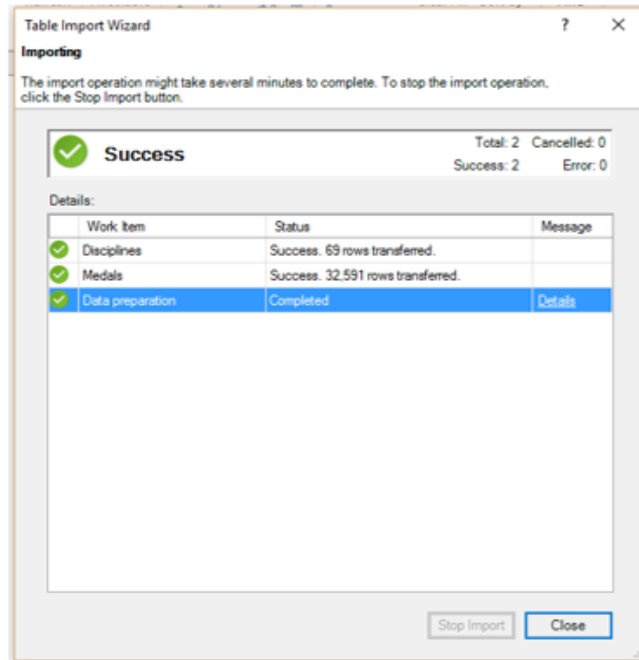 Table Import Wizard ? ×
Importing
The import operation might take several minutes to complete. To stop the import operation,
click the Stop Import button.
Success Total: 2 Cancelled: 0
Success: 2 Error: 0
Details:
Work Item Status Message
Disciplines Success. 69 rows transferred.
Medals Success. 32,591 rows transferred.
Data preparation Completed Details
Stop Import Close